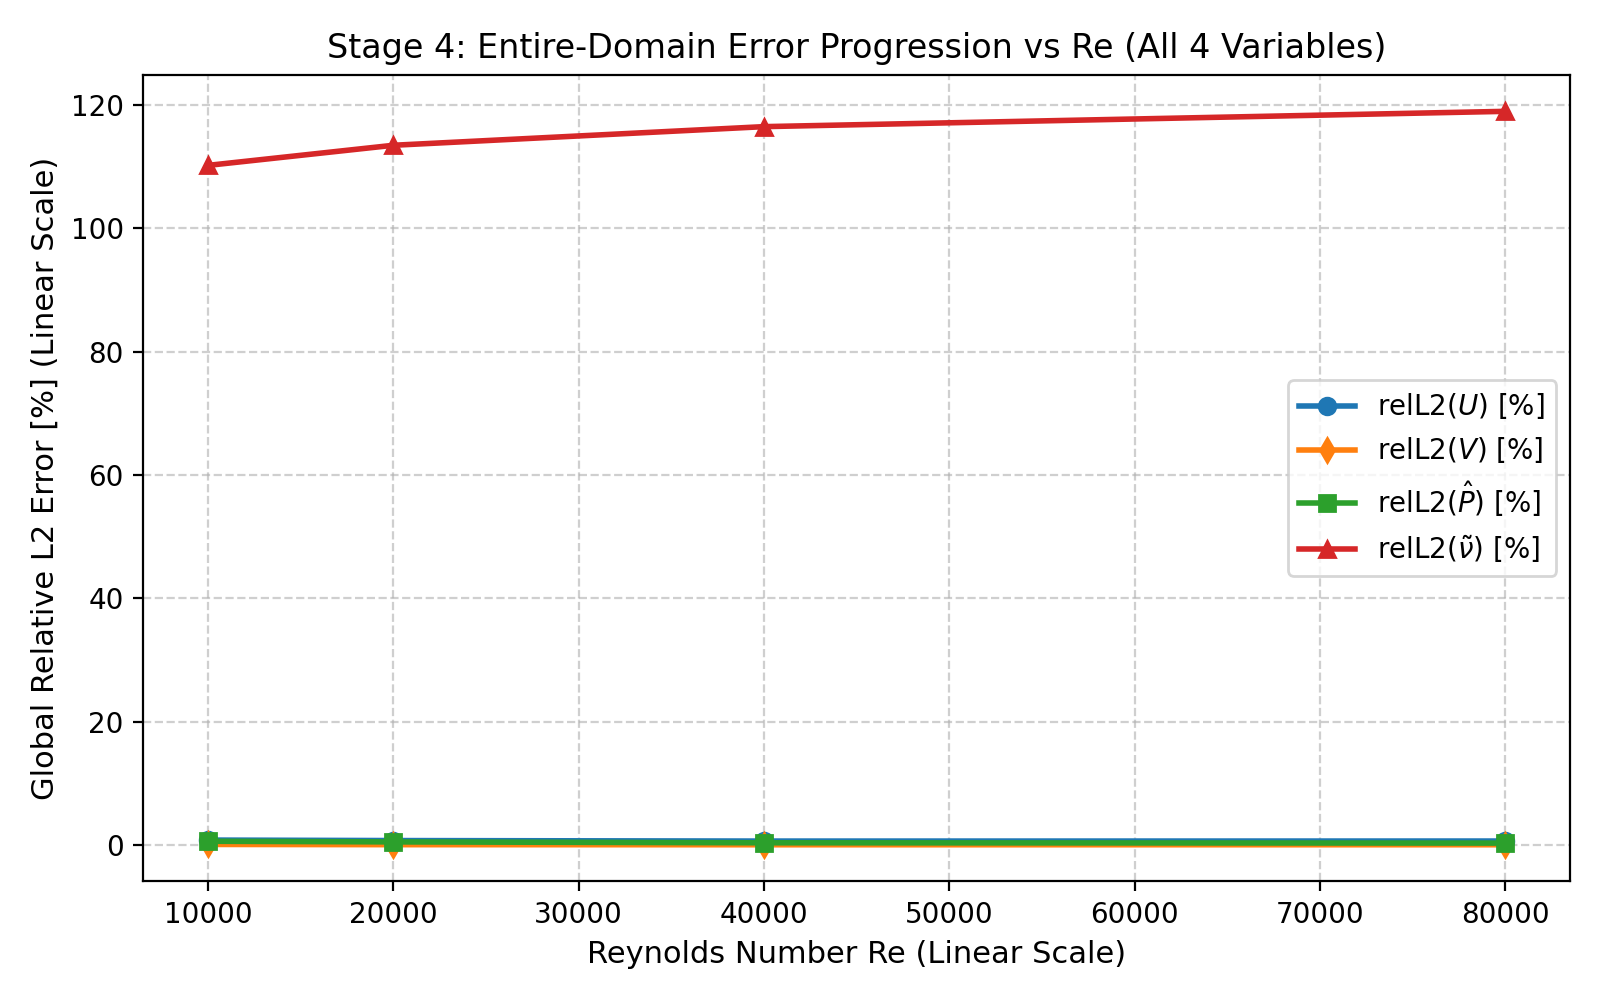 Stage 4: Entire-Domain Error Progression vs Re (All 4 Variables)
Global Relative L2 Error [%] (Linear Scale)
120
100
80
60
40
20
0
relL2(U) [%]
relL2(V) [%]
relL2(P̂) [%]
relL2(ν̃) [%]
10000 20000 30000 40000 50000 60000 70000 80000
Reynolds Number Re (Linear Scale)